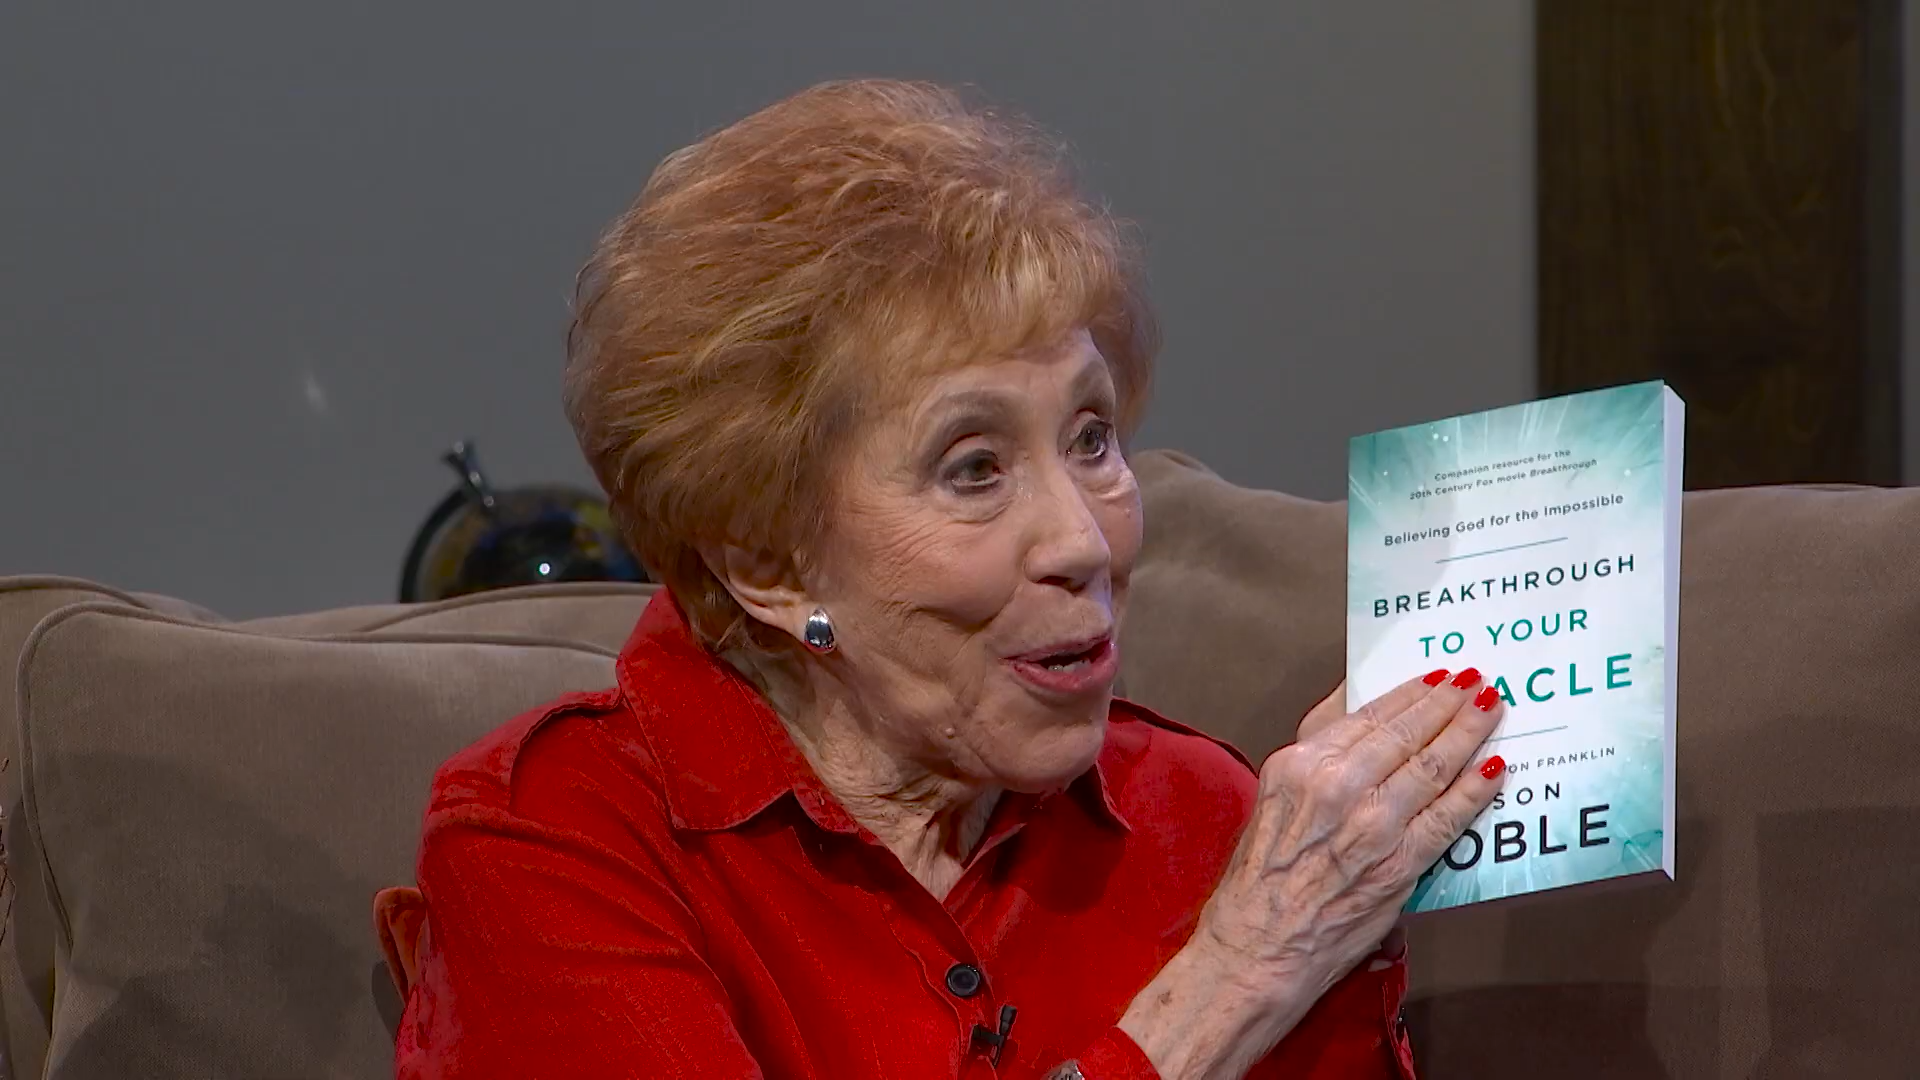 Companion resource for the
20th Century Fox movie Breakthrough
Believing God for the Impossible
BREAKTHROUGH
TO YOUR
ACLE
ON FRANKLIN
SON
OBLE